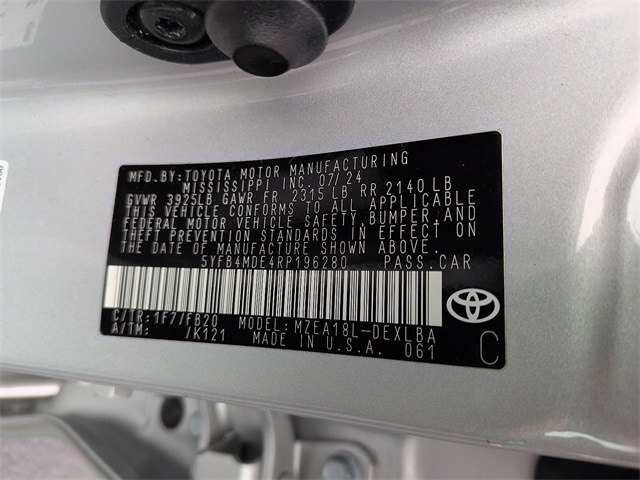 MFD. BY: TOYOTA MOTOR MANUFACTURING
MISSISSIPPI INC. 07/24
GVWR 3925LB GAWR FR 2315 LB RR 2140 LB
THIS VEHICLE CONFORMS TO ALL APPLICABLE
FEDERAL MOTOR VEHICLE SAFETY, BUMPER, AND
THEFT PREVENTION STANDARDS IN EFFECT ON
THE DATE OF MANUFACTURE SHOWN ABOVE.
5YFB4MDE4RP196280 PASS. CAR
C/TR: 1F7/FB20 MODEL: MZEA18L-DEXLBA
A/TM: /K121 MADE IN U.S.A. 061
C